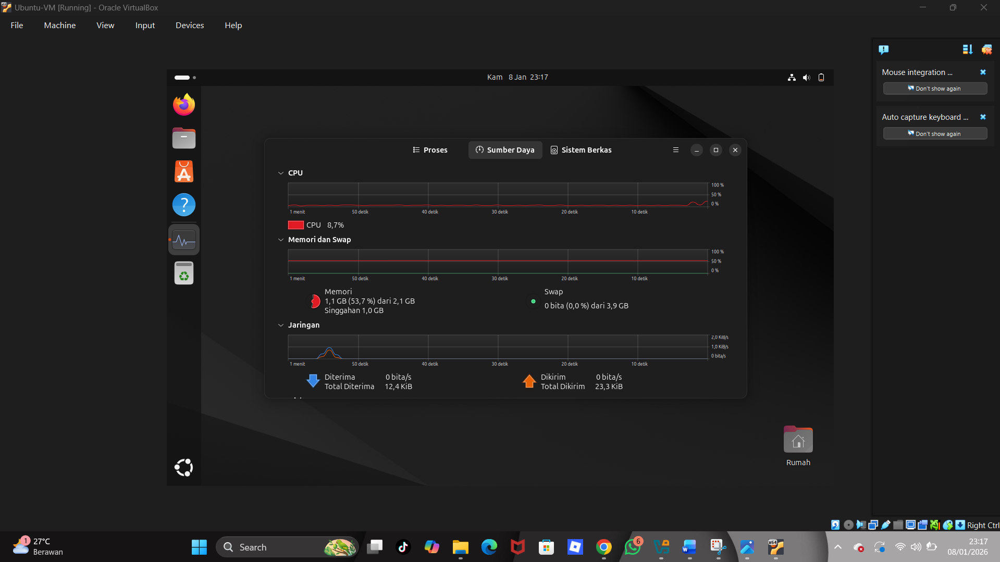 Ubuntu-VM [Running] - Oracle VirtualBox
File Machine View Input Devices Help
Mouse integration ...
Don't show again
Auto capture keyboard ...
Don't show again
Kam 8 Jan 23:17
Proses Sumber Daya Sistem Berkas
CPU
100 %
50 %
0 %
1 menit 50 detik 40 detik 30 detik 20 detik 10 detik
CPU 8,7%
Memori dan Swap
100 %
50 %
0 %
1 menit 50 detik 40 detik 30 detik 20 detik 10 detik
Memori
1,1 GB (53,7 %) dari 2,1 GB
Singgahan 1,0 GB
Swap
0 bita (0,0 %) dari 3,9 GB
Jaringan
2,0 KiB/s
1,0 KiB/s
0 bita/s
1 menit 50 detik 40 detik 30 detik 20 detik 10 detik
Diterima 0 bita/s
Total Diterima 12,4 KiB
Dikirim 0 bita/s
Total Dikirim 23,3 KiB
Rumah
Right Ctrl
1
27°C
Berawan
Search
6
x64
23:17
08/01/2026